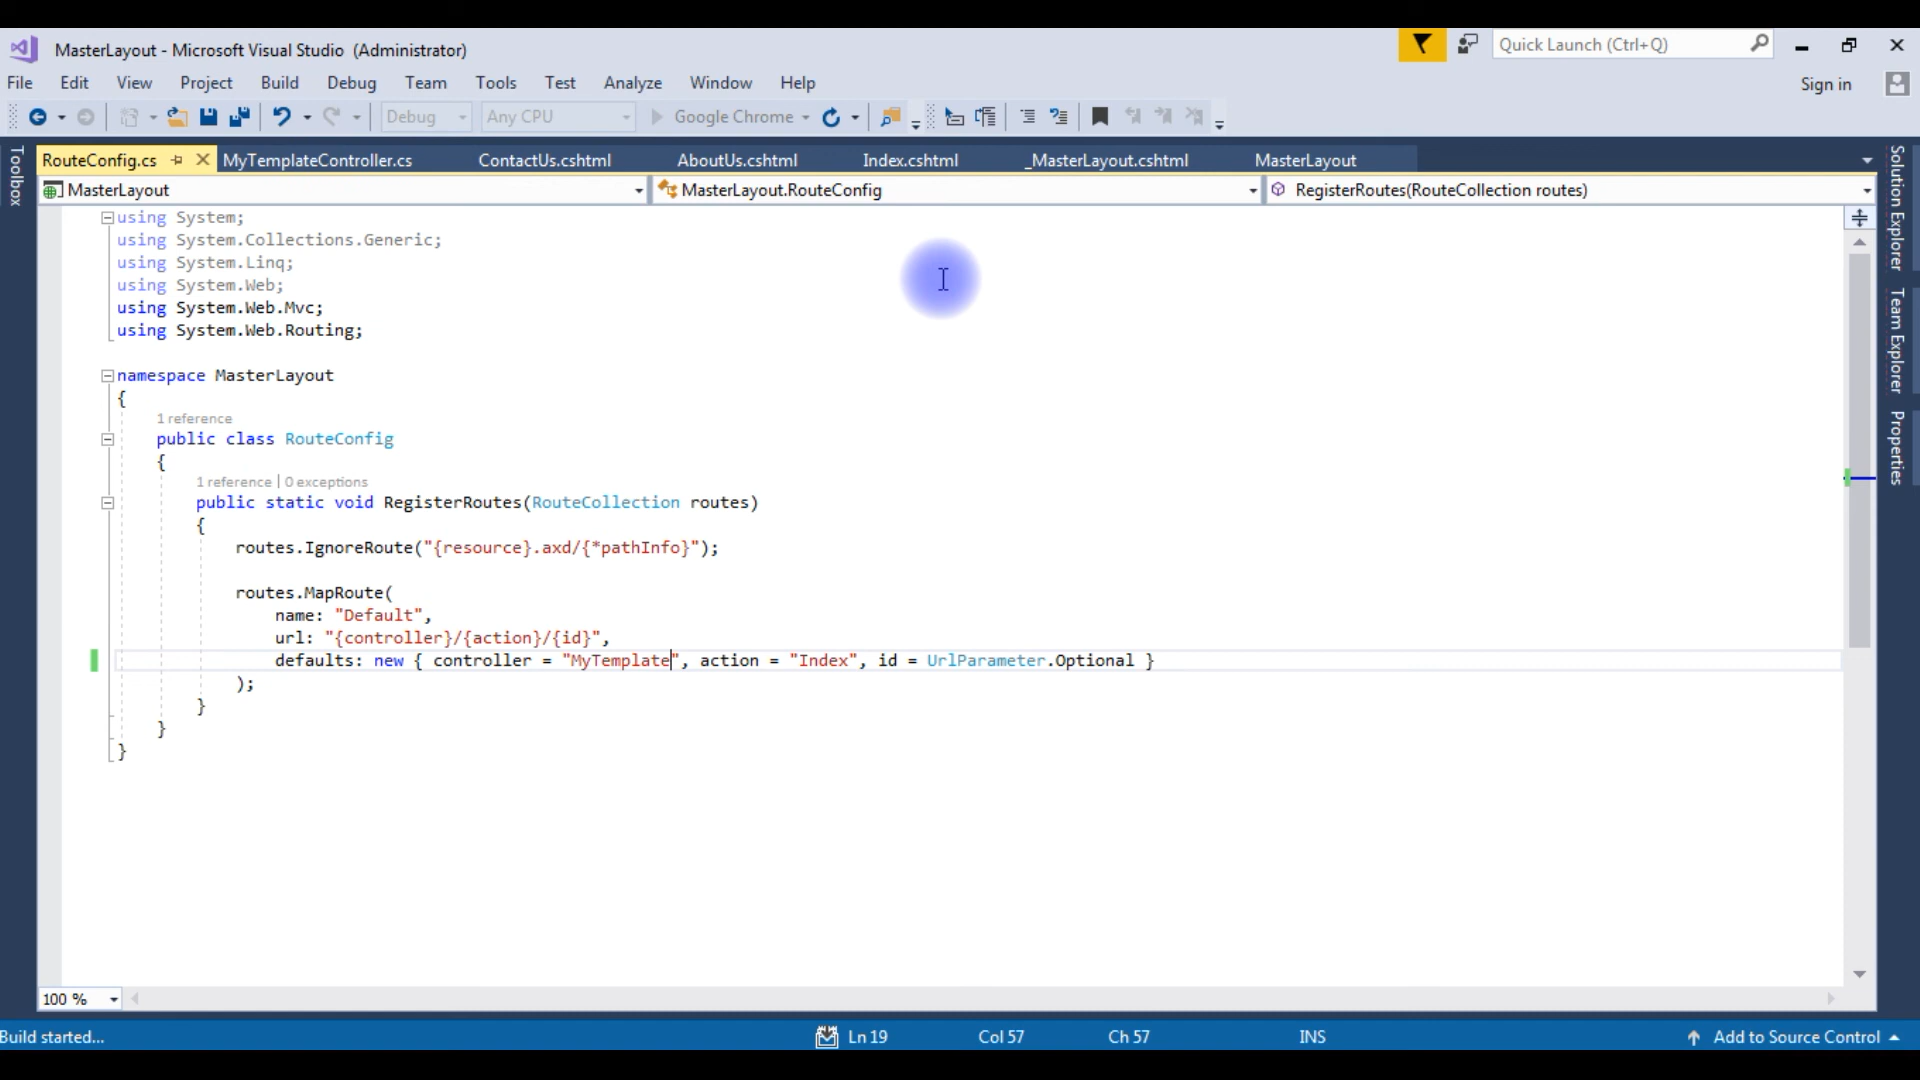 MasterLayout - Microsoft Visual Studio (Administrator)
Quick Launch (Ctrl+Q)
File Edit View Project Build Debug Team Tools Test Analyze Window Help
Sign in
Debug Any CPU Google Chrome
RouteConfig.cs MyTemplateController.cs ContactUs.cshtml AboutUs.cshtml Index.cshtml _MasterLayout.cshtml MasterLayout
MasterLayout MasterLayout.RouteConfig RegisterRoutes(RouteCollection routes)
Toolbox
Solution Explorer
Team Explorer
Properties
using System;
using System.Collections.Generic;
using System.Linq;
using System.Web;
using System.Web.Mvc;
using System.Web.Routing;
namespace MasterLayout
{
1 reference
public class RouteConfig
{
1 reference | 0 exceptions
public static void RegisterRoutes(RouteCollection routes)
{
routes.IgnoreRoute("{resource}.axd/{*pathInfo}");
routes.MapRoute(
name: "Default",
url: "{controller}/{action}/{id}",
defaults: new { controller = "MyTemplate", action = "Index", id = UrlParameter.Optional }
);
}
}
}
100 %
Build started... Ln 19 Col 57 Ch 57 INS Add to Source Control